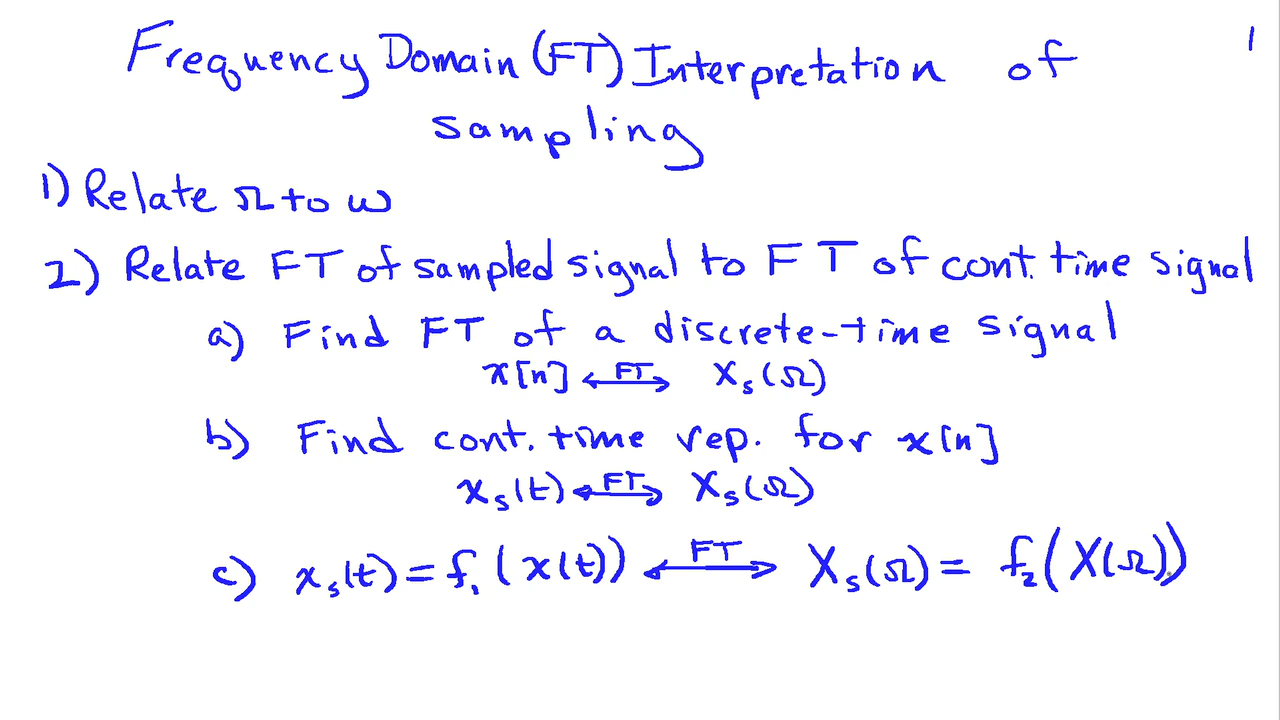 Frequency Domain (FT) Interpretation of 1
sampling
1) Relate Ω to ω
2) Relate FT of sampled signal to FT of cont. time signal
a) Find FT of a discrete-time signal
x[n] ←FT→ Xs(Ω)
b) Find cont. time rep. for x[n]
xs(t) ←FT→ Xs(Ω)
c) xs(t) = f₁(x(t)) ←FT→ Xs(Ω) = f₂(X(Ω))